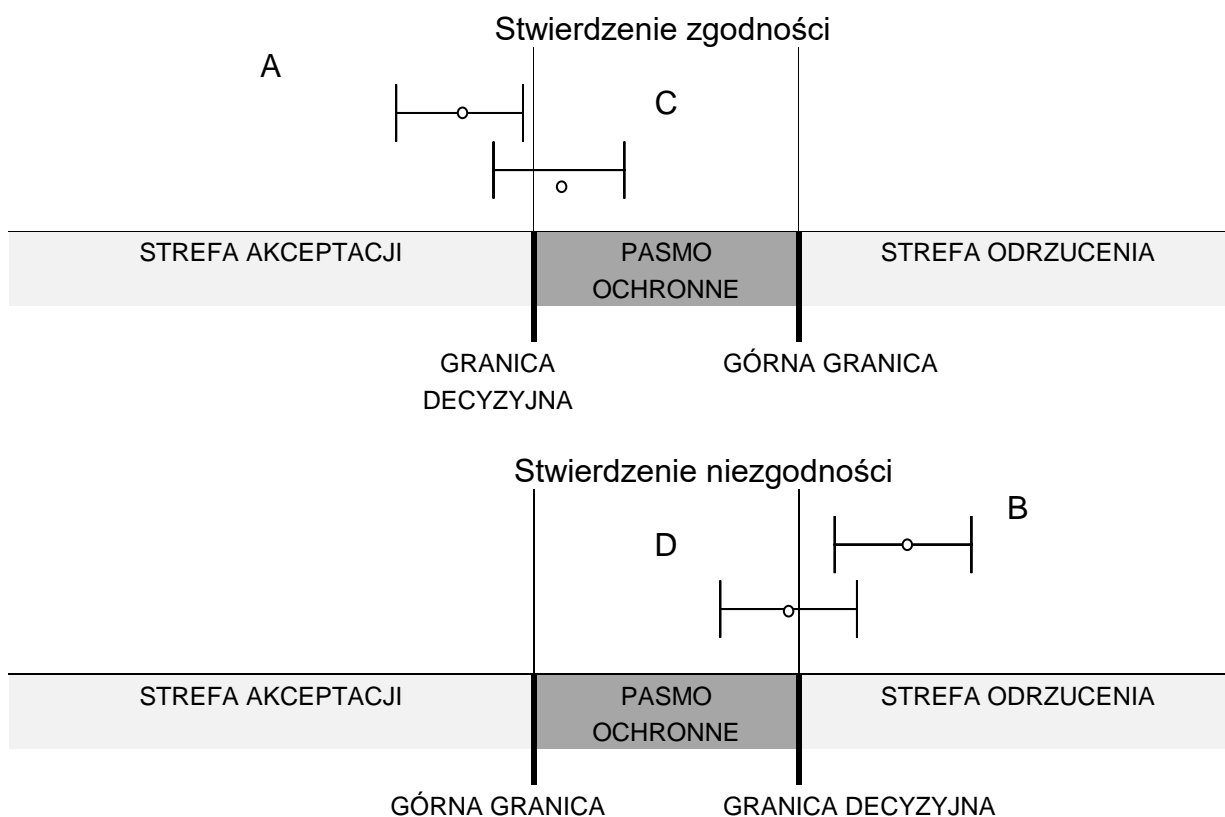 Stwierdzenie zgodności
A
C
STREFA AKCEPTACJI
PASMO
OCHRONNE
STREFA ODRZUCENIA
GRANICA
DECYZYJNA
GÓRNA GRANICA
Stwierdzenie niezgodności
B
D
STREFA AKCEPTACJI
PASMO
OCHRONNE
STREFA ODRZUCENIA
GÓRNA GRANICA
GRANICA DECYZYJNA